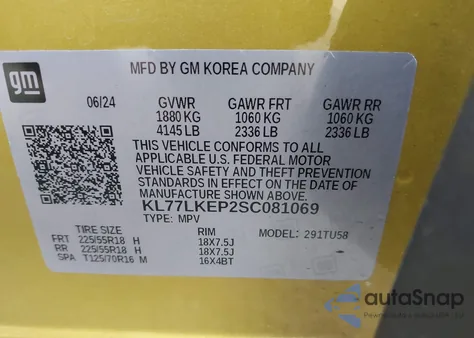 gm
MFD BY GM KOREA COMPANY
06/24 GVWR GAWR FRT GAWR RR
1880 KG 1060 KG 1060 KG
4145 LB 2336 LB 2336 LB
THIS VEHICLE CONFORMS TO ALL
APPLICABLE U.S. FEDERAL MOTOR
VEHICLE SAFETY AND THEFT PREVENTION
STANDARDS IN EFFECT ON THE DATE OF
MANUFACTURE SHOWN ABOVE.
KL77LKEP2SC081069
TYPE: MPV
TIRE SIZE RIM MODEL: 291TU58
FRT 225/55R18 H 18X7.5J
RR 225/55R18 H 18X7.5J
SPA T125/70R16 M 16X4BT
autoSnap